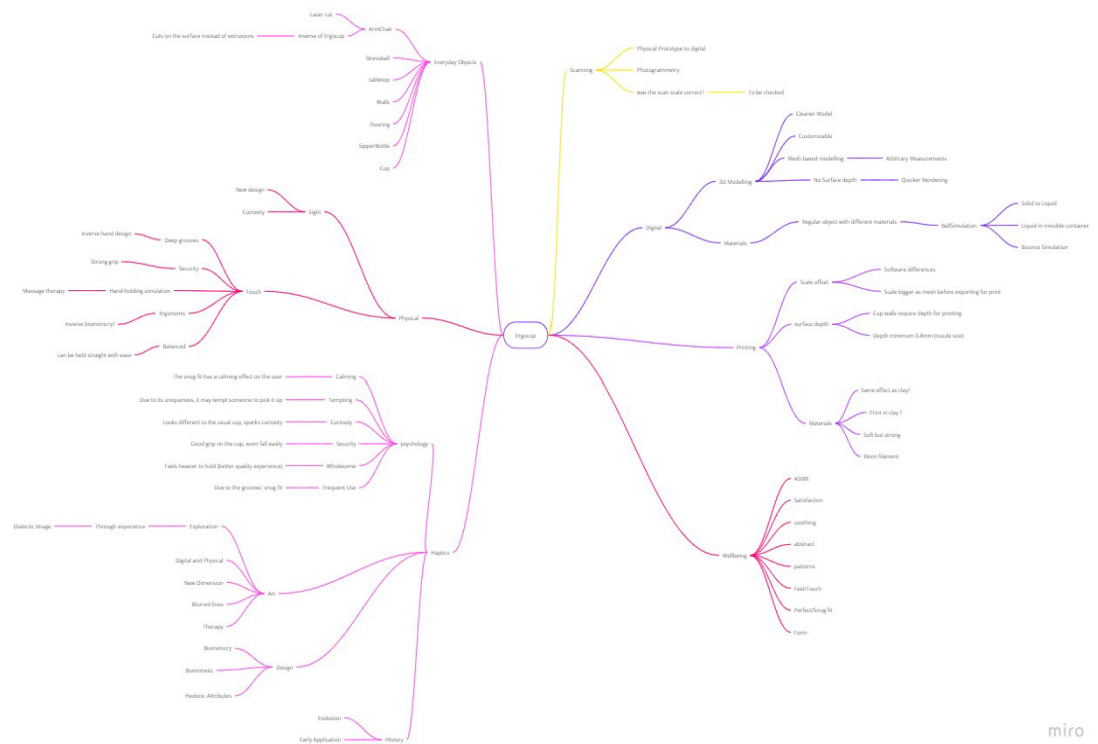 Ergocup
Everyday Objects
ArmChair
Laser cut
Inverse of Ergocup
Cuts on the surface instead of extrusions
Stressball
tabletop
Walls
Flooring
SipperBottle
Cup
Physical
Sight
New design
Curiosity
Touch
Deep grooves
Inverse hand design
Security
Strong grip
Hand-holding simulation
Massage therapy
Ergonomic
Inverse biomimicry?
Balanced
can be held straight with ease
Haptics
psychology
Calming
The snug fit has a calming effect on the user
Tempting
Due to its uniqueness, it may tempt someone to pick it up
Curiosity
Looks different to the usual cup, sparks curiosity
Security
Good grip on the cup, wont fall easily
Wholesome
Feels heavier to hold (better quality experience)
Frequent Use
Due to the grooves' snug fit
Art
Exploration
Through experience
Dialectic Image
Digital and Physical
New Dimension
Blurred lines
Therapy
Design
Biomimicry
Biomimetic
Hedonic Attributes
History
Evolution
Early Application
Scanning
Physical Prototype to digital
Photogrammetry
was the scan scale correct?
To be checked
Digital
3D Modelling
Cleaner Model
Customisable
Mesh based modelling
Arbitrary Measurements
No Surface depth
Quicker Rendering
Materials
Regular object with different materials
BallSimulation
Solid to Liquid
Liquid in invisible container
Bounce Simulation
Printing
Scale offset
Software differences
Scale bigger as mesh before exporting for print
surface depth
Cup walls require depth for printing
Depth minimum 0.4mm (nozzle size)
Materials
Same effect as clay?
Print in clay ?
Soft but strong
Resin filament
Wellbeing
ASMR
Satisfaction
soothing
abstract
patterns
Feel/Touch
Perfect/Snug fit
Form
miro